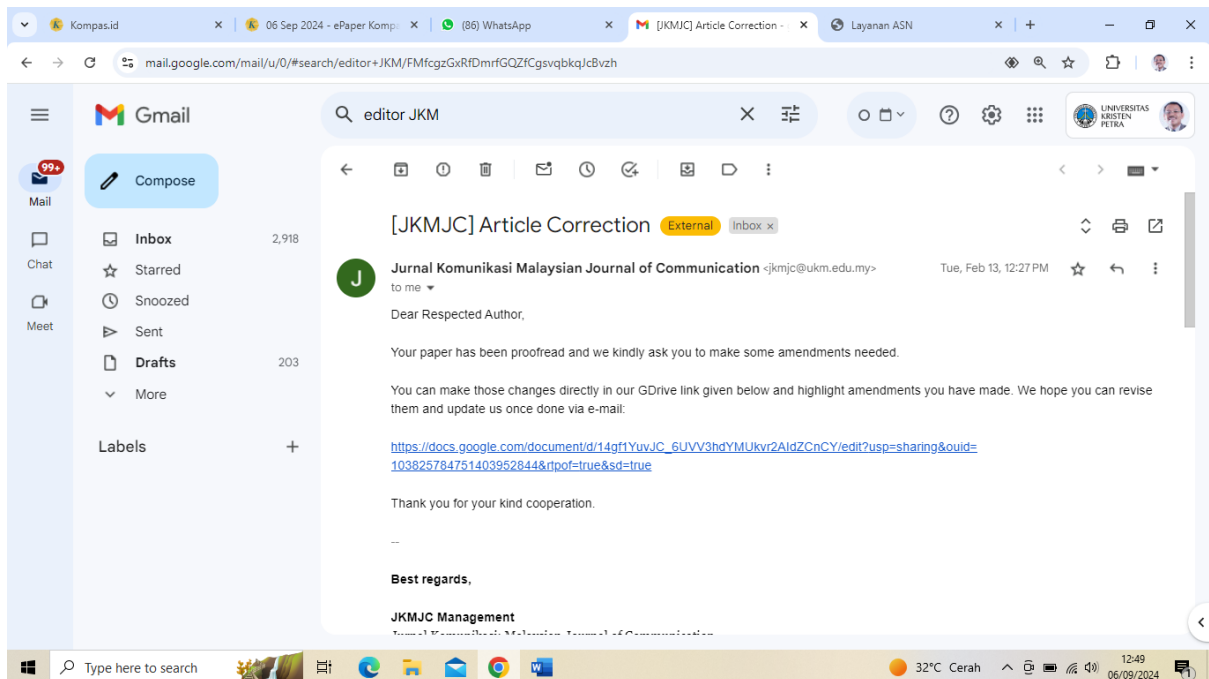 Kompas.id
06 Sep 2024 - ePaper Komp
(86) WhatsApp
[JKMJC] Article Correction -
Layanan ASN
mail.google.com/mail/u/0/#search/editor+JKM/FMfcgzGxRfDmrfGQZfCgsvqbkqJcBvzh
Gmail
editor JKM
UNIVERSITAS
KRISTEN
PETRA
99+
Mail
Chat
Meet
Compose
Inbox 2,918
Starred
Snoozed
Sent
Drafts 203
More
Labels
[JKMJC] Article Correction External Inbox x
J
Jurnal Komunikasi Malaysian Journal of Communication <jkmjc@ukm.edu.my> Tue, Feb 13, 12:27 PM
to me
Dear Respected Author,
Your paper has been proofread and we kindly ask you to make some amendments needed.
You can make those changes directly in our GDrive link given below and highlight amendments you have made. We hope you can revise
them and update us once done via e-mail:
https://docs.google.com/document/d/14gf1YuvJC_6UVV3hdYMUkvr2AIdZCnCY/edit?usp=sharing&ouid=
103825784751403952844&rtpof=true&sd=true
Thank you for your kind cooperation.
--
Best regards,
JKMJC Management
Jurnal Komunikasi: Malaysian Journal of Communication
Type here to search
32°C Cerah
12:49
06/09/2024